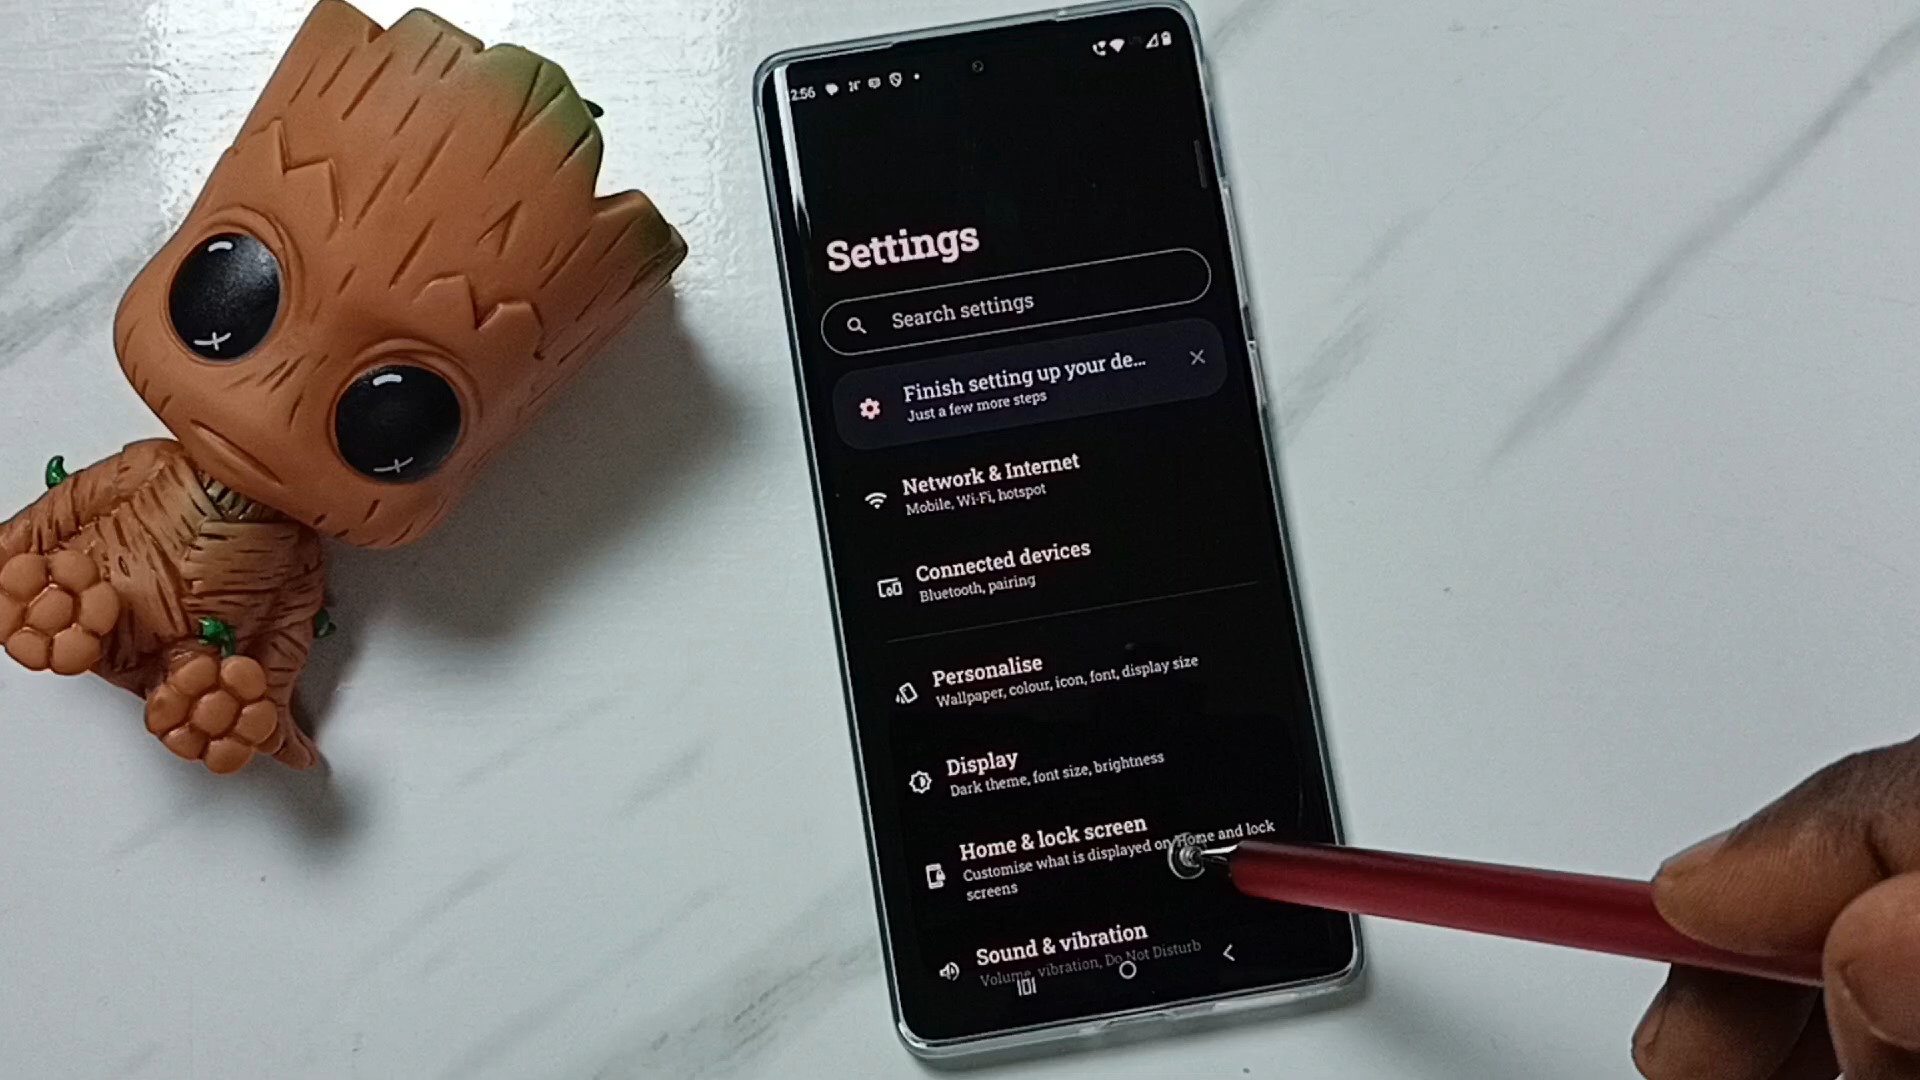 2:56
Settings
Search settings
Finish setting up your de...
Just a few more steps
Network & Internet
Mobile, Wi-Fi, hotspot
Connected devices
Bluetooth, pairing
Personalise
Wallpaper, colour, icon, font, display size
Display
Dark theme, font size, brightness
Home & lock screen
Customise what is displayed on Home and lock
screens
Sound & vibration
Volume, vibration, Do Not Disturb